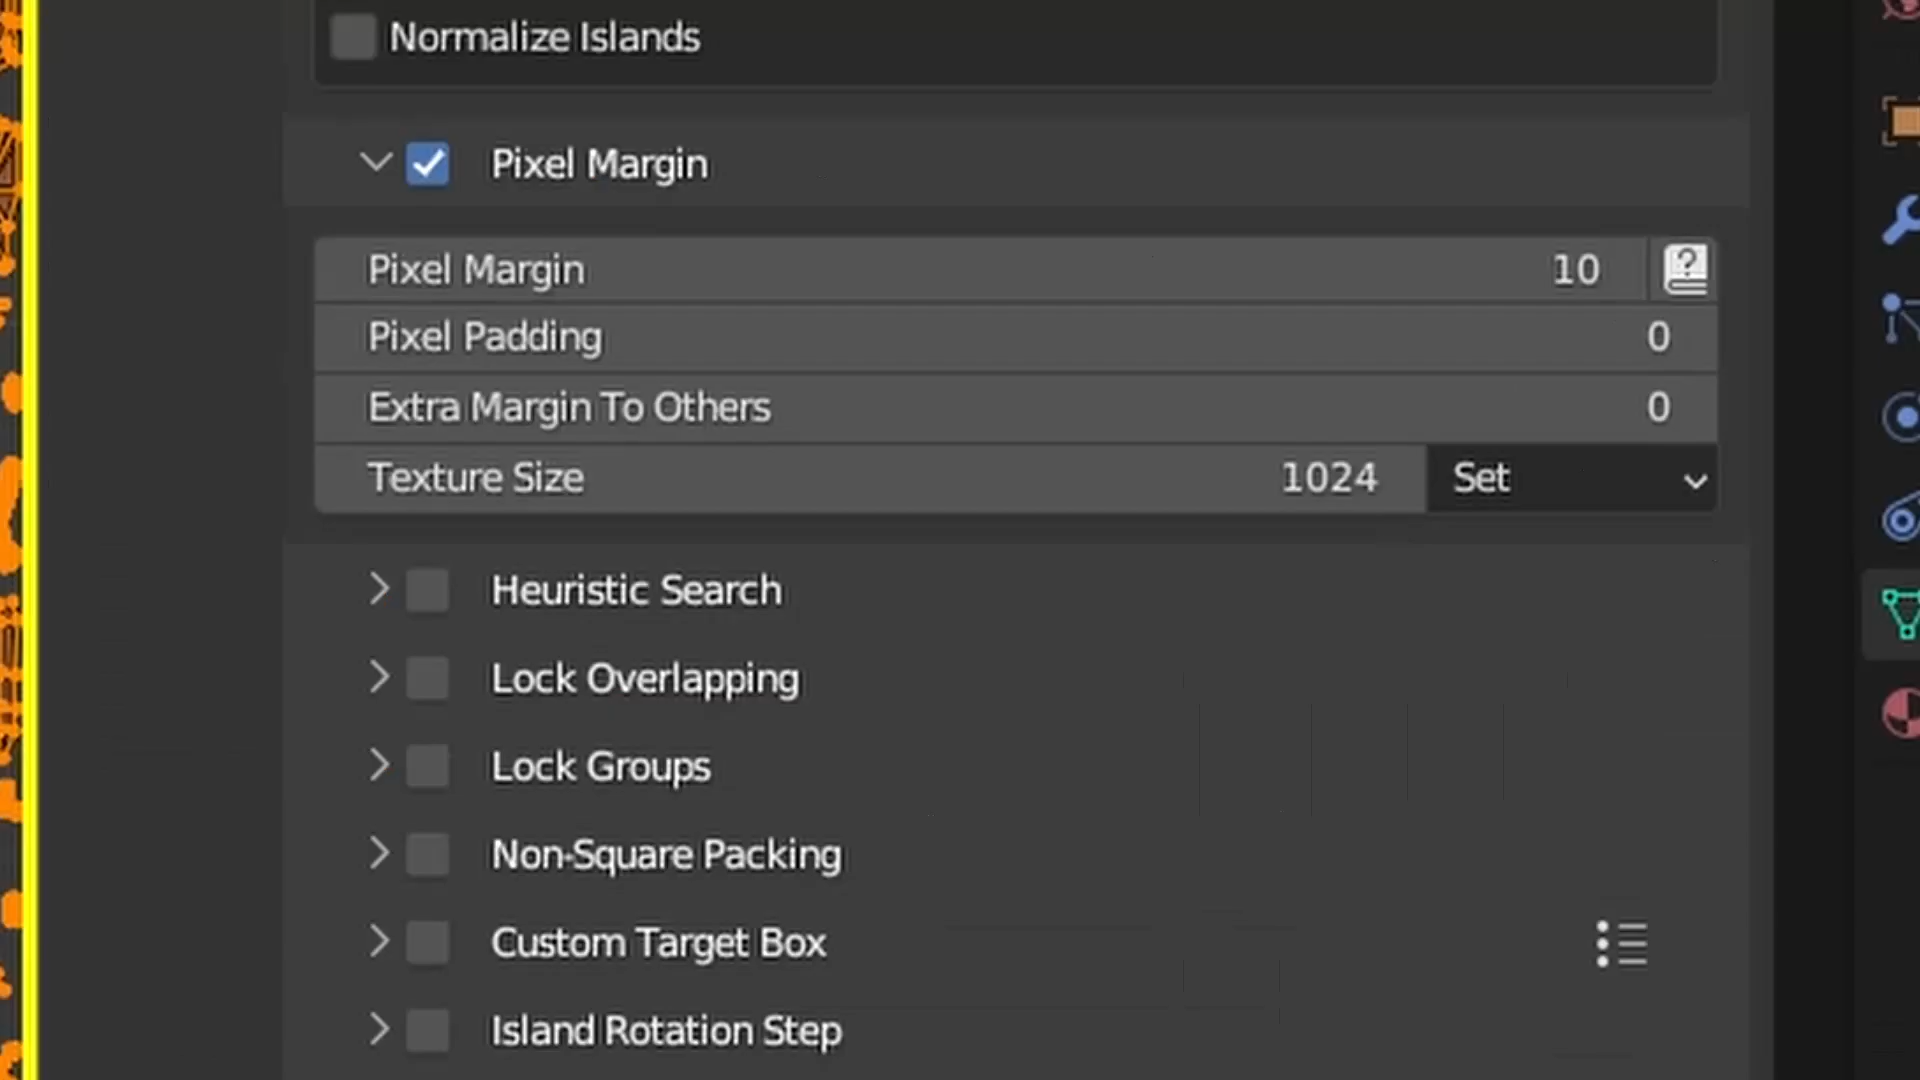 Normalize Islands
Pixel Margin
Pixel Margin 10
Pixel Padding 0
Extra Margin To Others 0
Texture Size 1024 Set
Heuristic Search
Lock Overlapping
Lock Groups
Non-Square Packing
Custom Target Box
Island Rotation Step